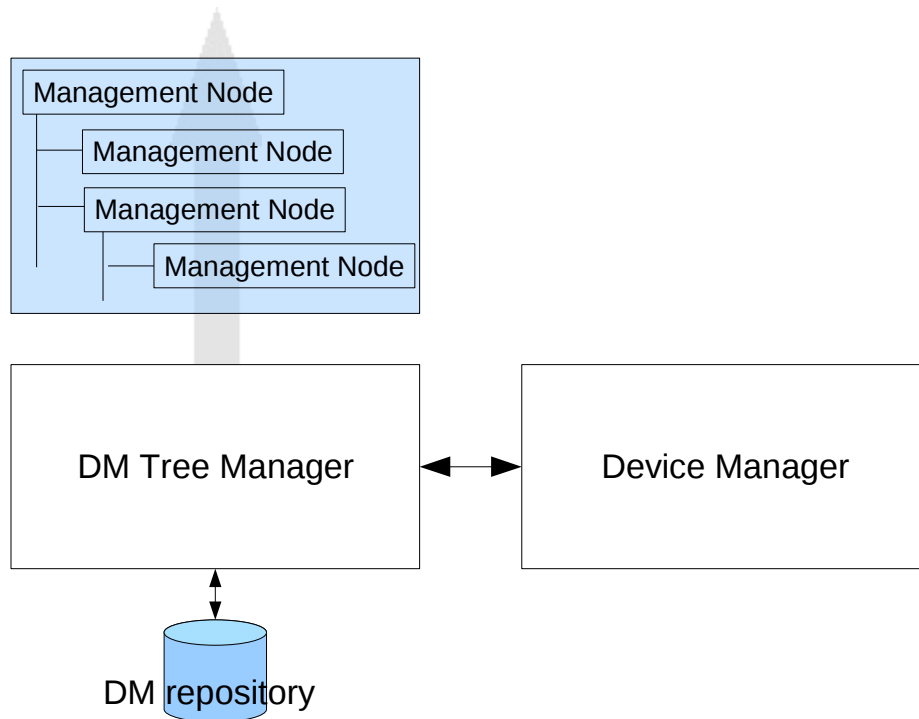 Management Node
Management Node
Management Node
Management Node
DM Tree Manager
Device Manager
DM repository